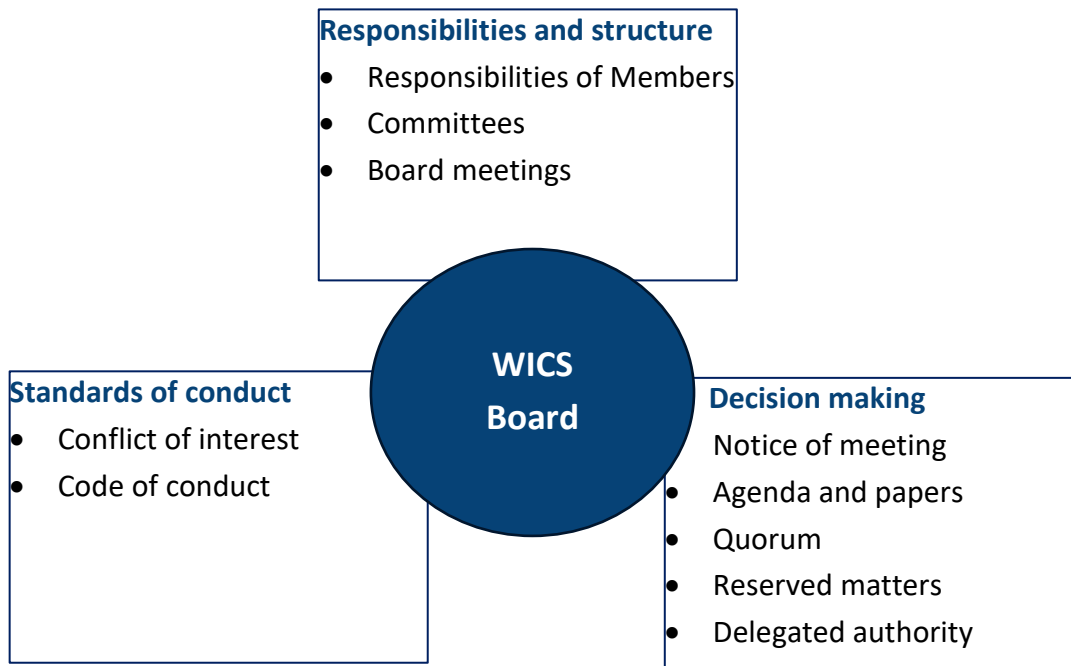 Responsibilities and structure
• Responsibilities of Members
• Committees
• Board meetings
WICS
Board
Standards of conduct
• Conflict of interest
• Code of conduct
Decision making
Notice of meeting
• Agenda and papers
• Quorum
• Reserved matters
• Delegated authority